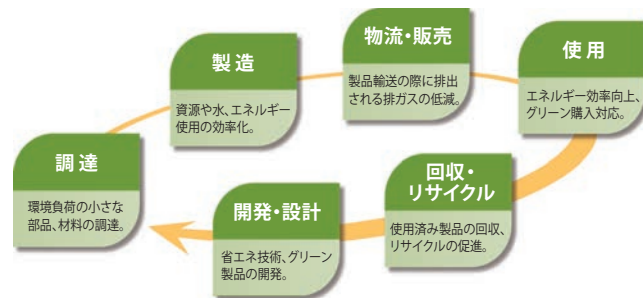 調達
環境負荷の小さな
部品、材料の調達。
製造
資源や水、エネルギー
使用の効率化。
物流・販売
製品輸送の際に排出
される排ガスの低減。
使用
エネルギー効率向上、
グリーン購入対応。
回収・
リサイクル
使用済み製品の回収、
リサイクルの促進。
開発・設計
省エネ技術、グリーン
製品の開発。